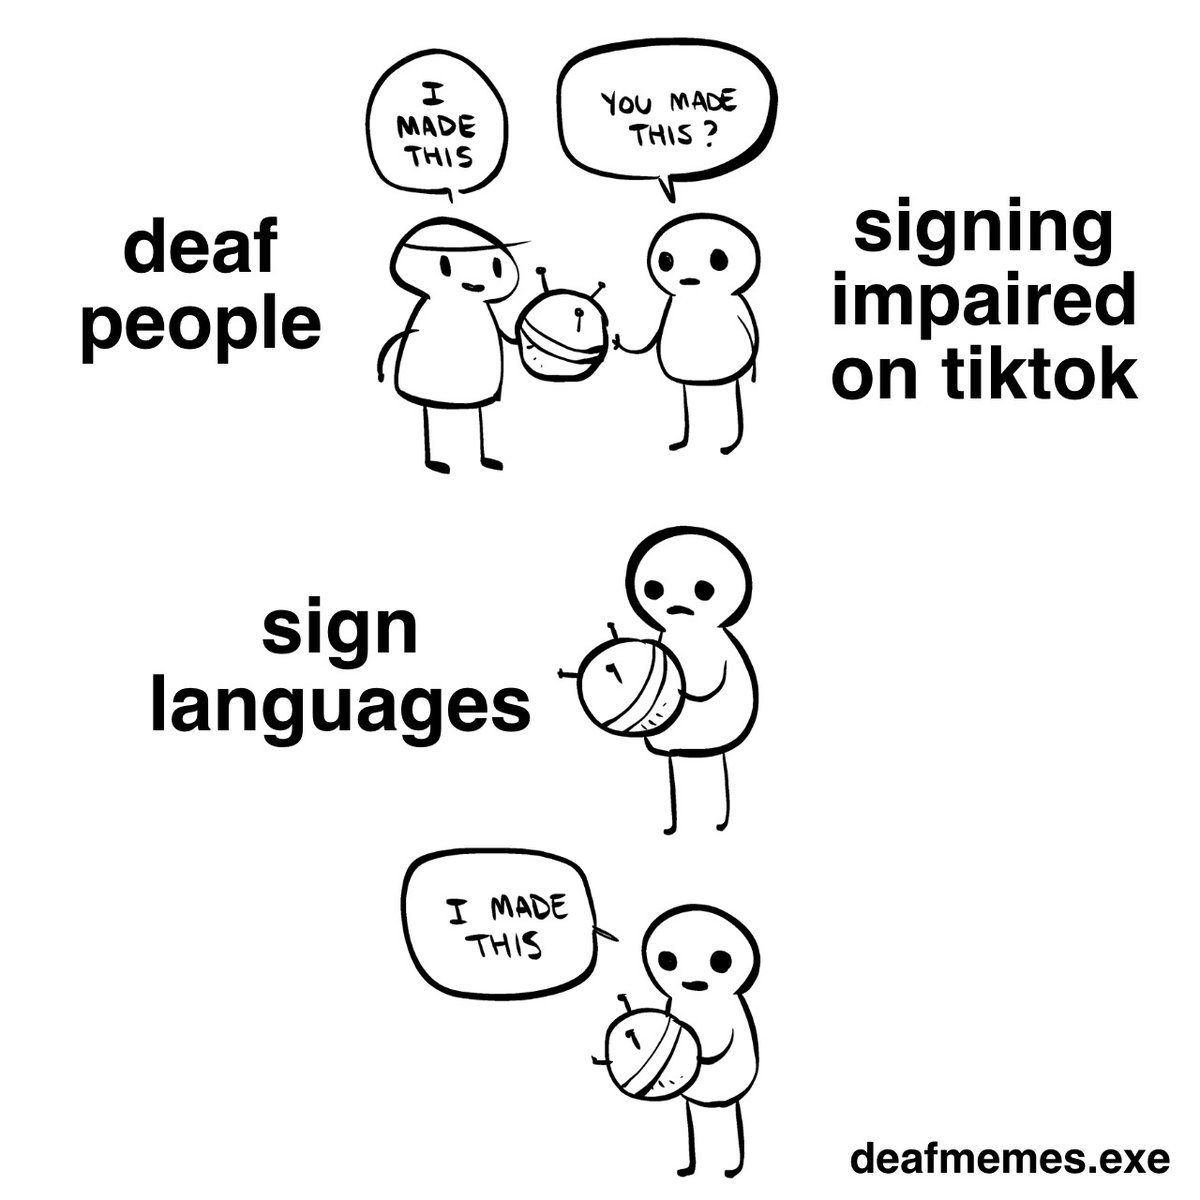 I
MADE
THIS
YOU MADE
THIS?
deaf
people
signing
impaired
on tiktok
sign
languages
I MADE
THIS
deafmemes.exe